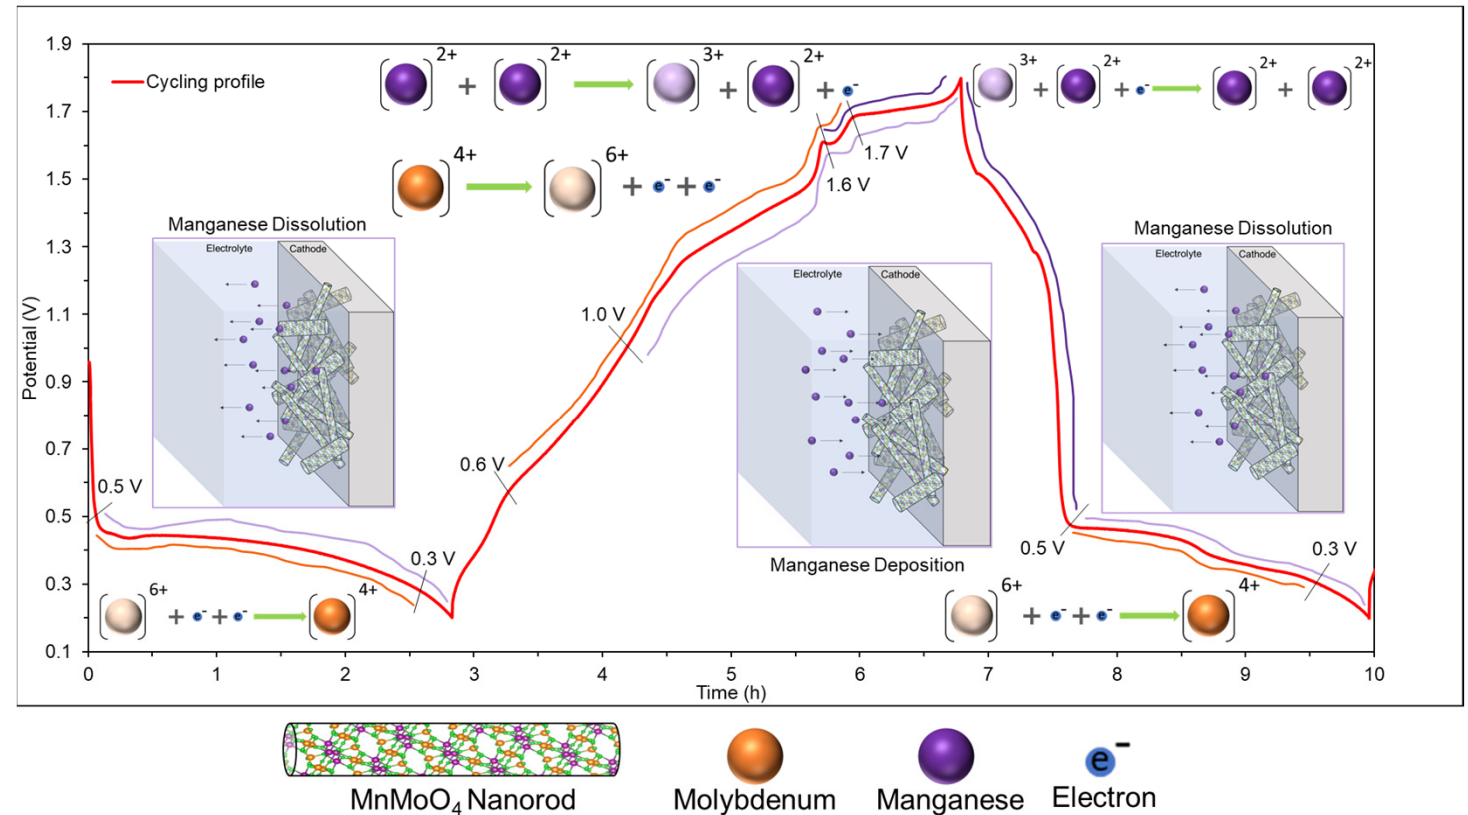 1.9
1.7
1.5
1.3
1.1
0.9
0.7
0.5
0.3
0.1
Potential (V)
Cycling profile
2+ + 2+ 3+ + 2+ + e-
3+ + 2+ + e- 2+ + 2+
4+ 6+ + e- + e-
1.7 V
1.6 V
1.0 V
0.6 V
0.5 V
0.3 V
0.5 V
0.3 V
Manganese Dissolution
Electrolyte Cathode
Electrolyte Cathode
Manganese Deposition
Manganese Dissolution
Electrolyte Cathode
6+ + e- + e- 4+
6+ + e- + e- 4+
0 1 2 3 4 5 6 7 8 9 10
Time (h)
MnMoO₄ Nanorod
Molybdenum
Manganese
e-
Electron